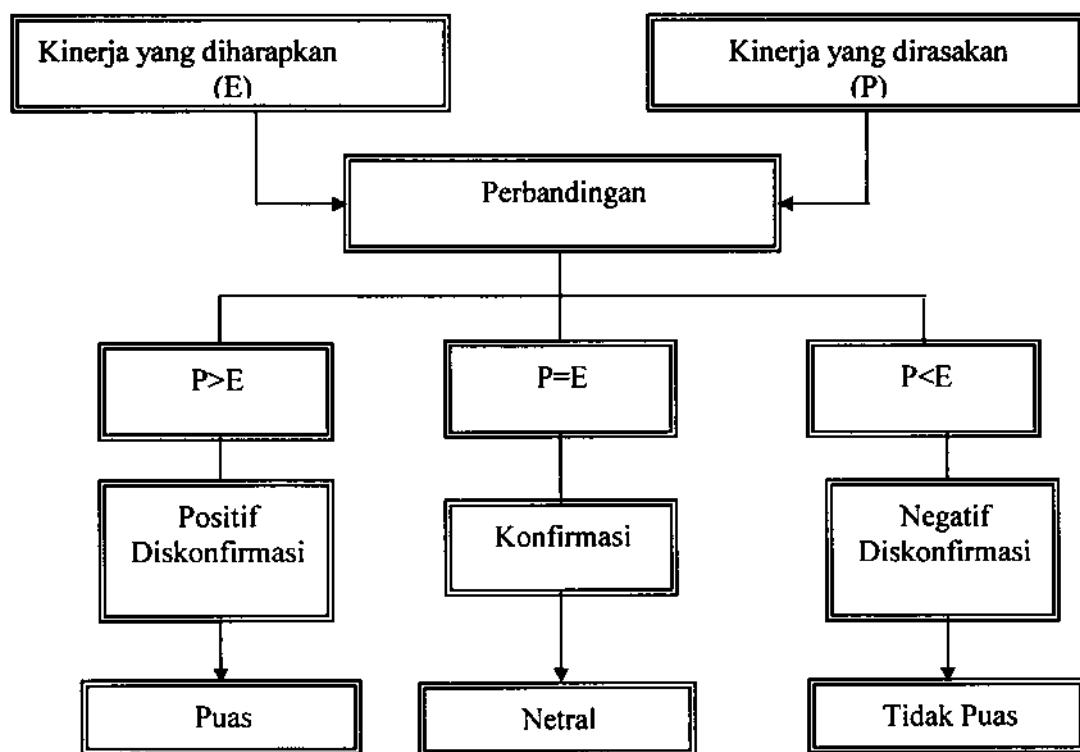 Kinerja yang diharapkan
(E)
Kinerja yang dirasakan
(P)
Perbandingan
P>E
P=E
P<E
Positif
Diskonfirmasi
Konfirmasi
Negatif
Diskonfirmasi
Puas
Netral
Tidak Puas